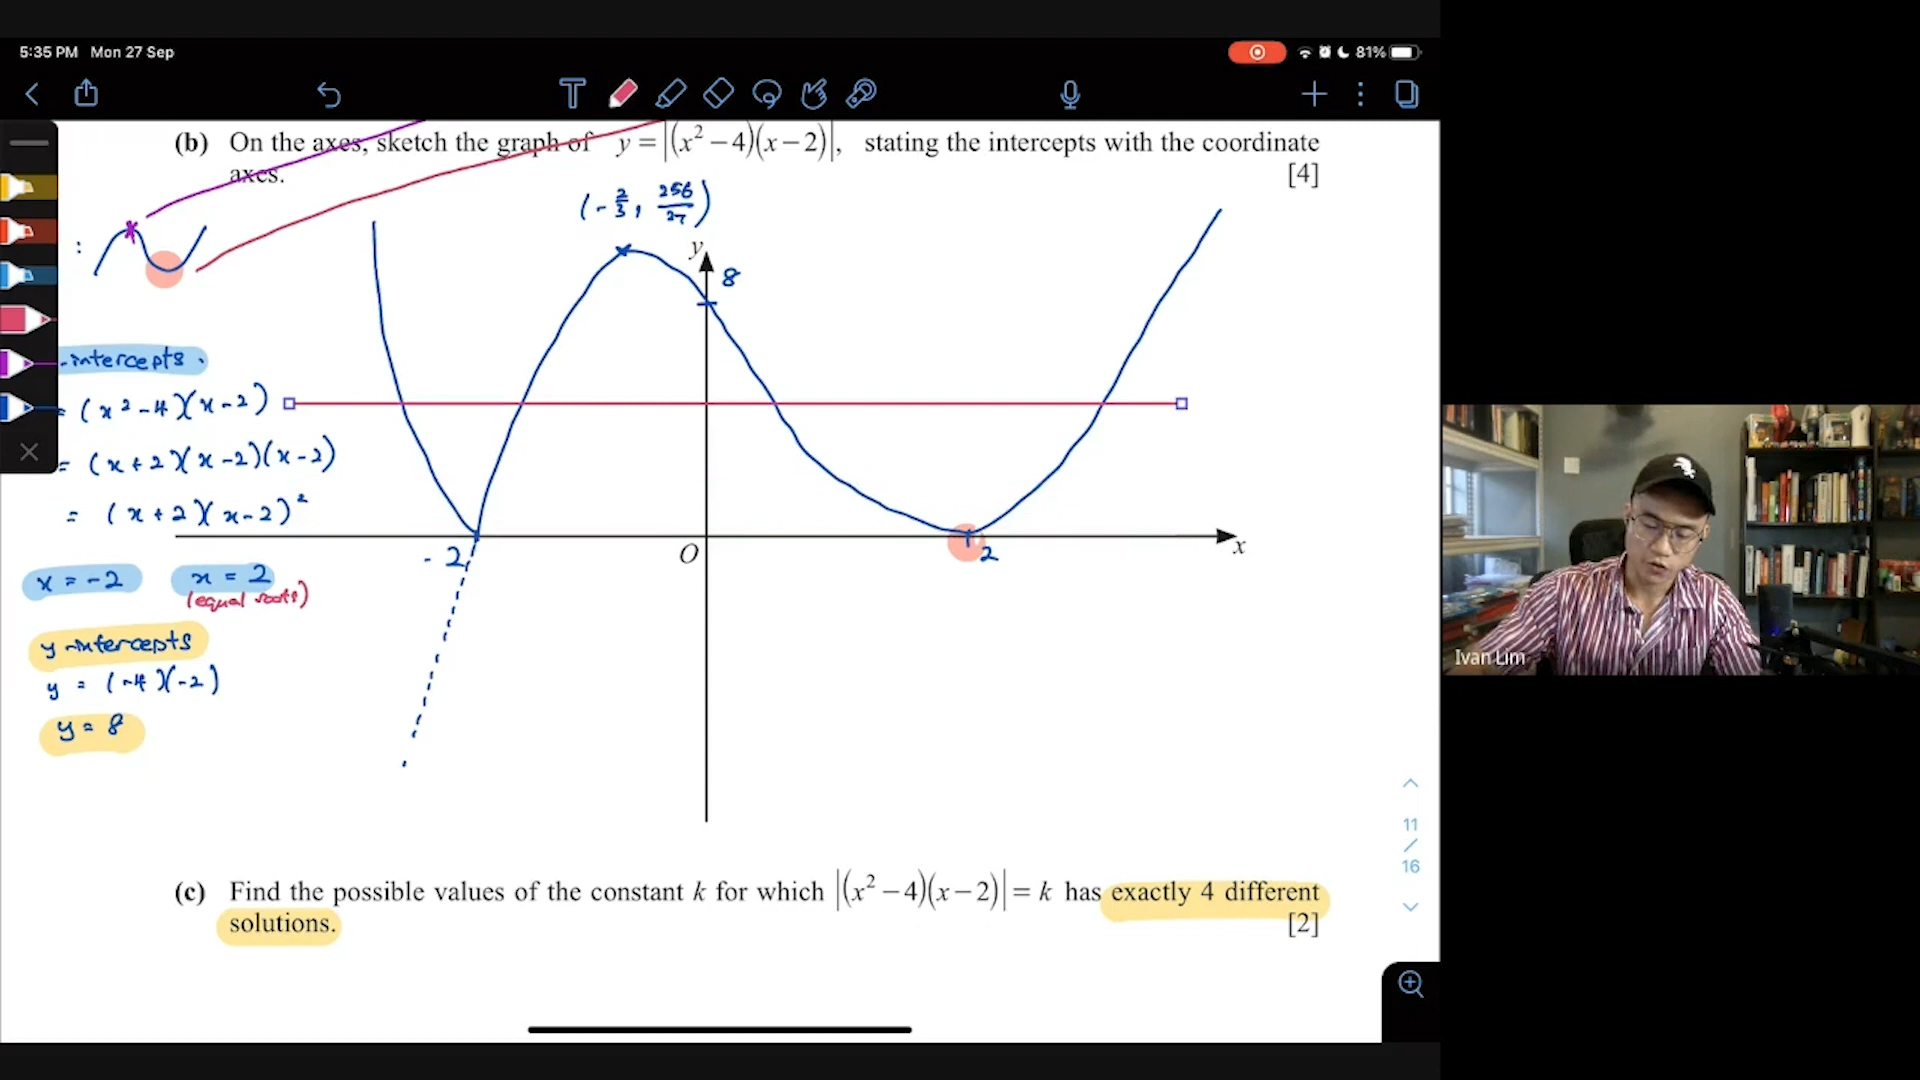 5:35 PM Mon 27 Sep
81%
(b) On the axes, sketch the graph of y = |(x² − 4)(x − 2)|, stating the intercepts with the coordinate
axes. [4]
(-2/3, 256/27)
y
8
:
-intercepts.
= (x²-4)(x-2)
= (x+2)(x-2)(x-2)
= (x+2)(x-2)²
-2
O
2
x
x = -2 x = 2
(equal roots)
y-intercepts
y = (-4)(-2)
y = 8
Ivan Lim
11
/
16
(c) Find the possible values of the constant k for which |(x² − 4)(x − 2)| = k has exactly 4 different
solutions. [2]